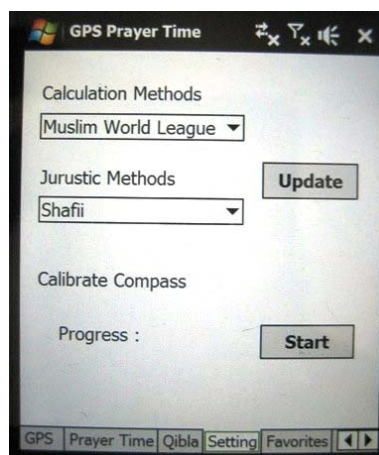 GPS Prayer Time
Calculation Methods
Muslim World League
Jurustic Methods
Update
Shafii
Calibrate Compass
Progress :
Start
GPS Prayer Time Qibla Setting Favorites